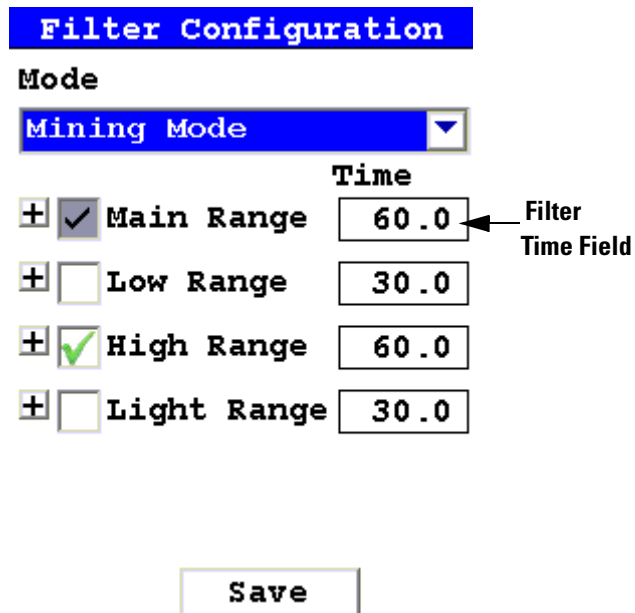 Filter Configuration
Mode
Mining Mode
Time
Main Range 60.0
Filter
Time Field
Low Range 30.0
High Range 60.0
Light Range 30.0
Save